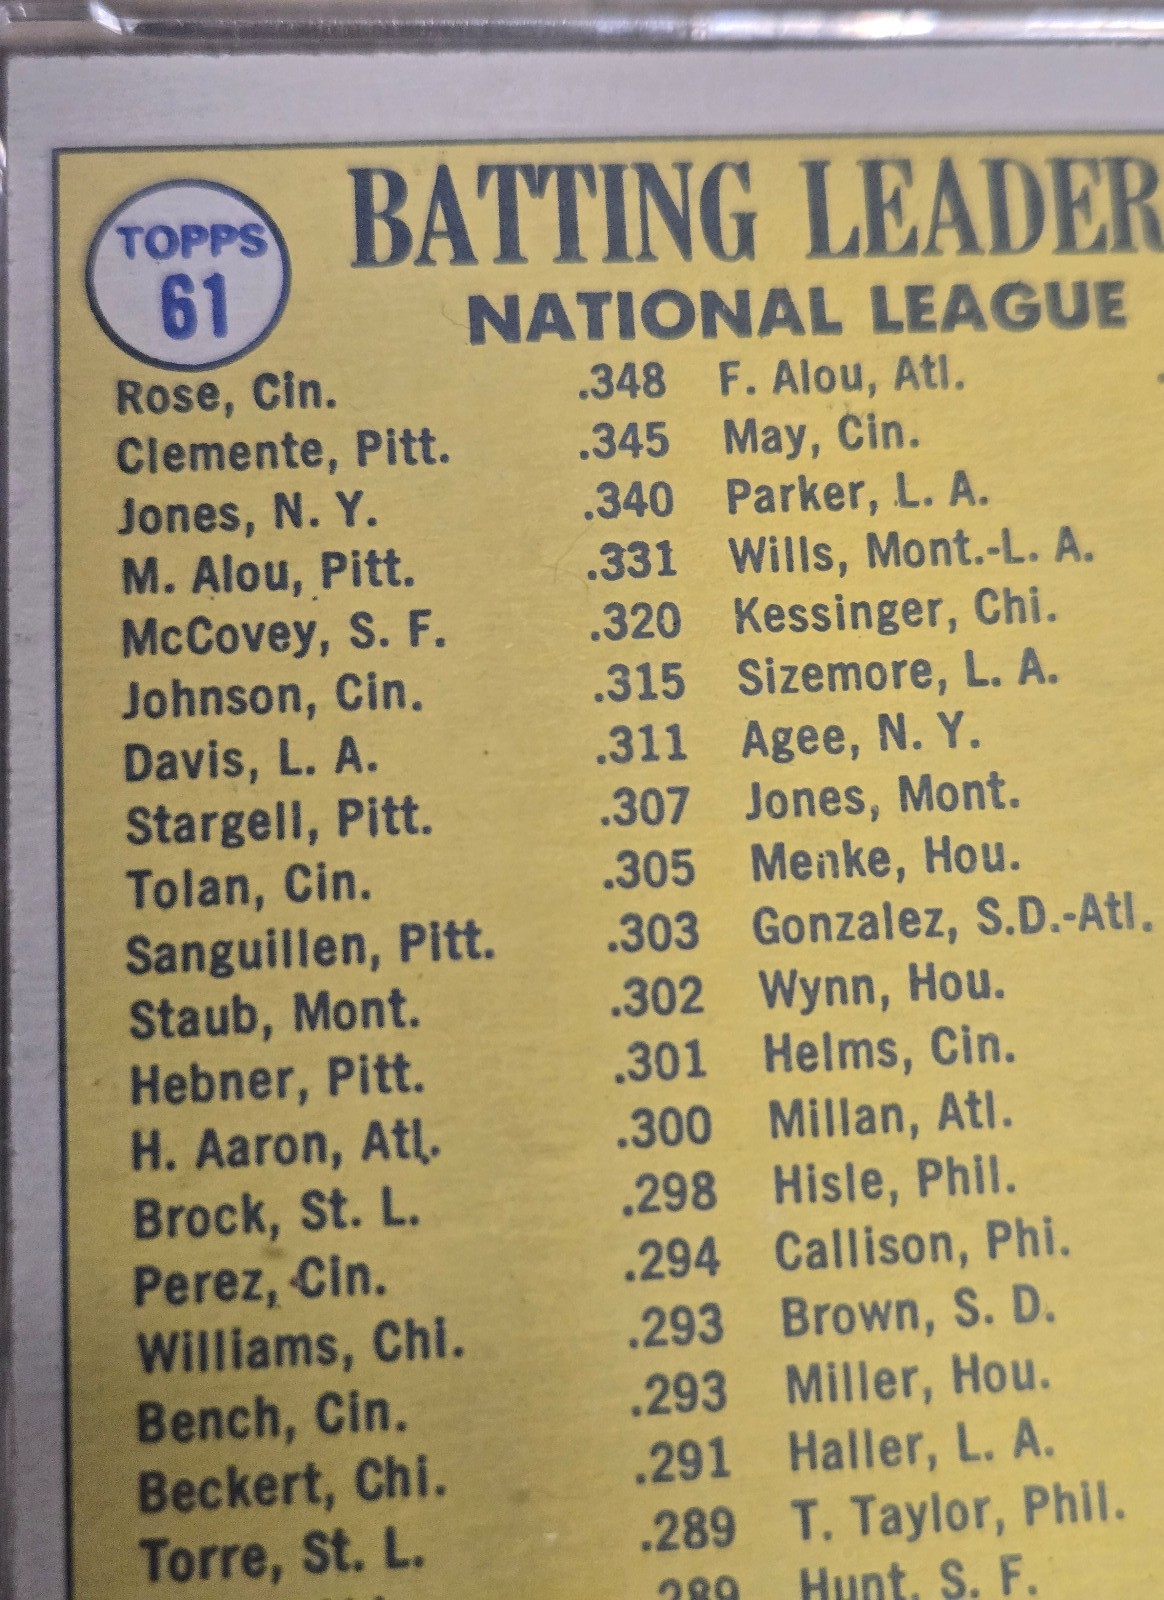 TOPPS
61
BATTING LEADER
NATIONAL LEAGUE
Rose, Cin. .348 F. Alou, Atl.
Clemente, Pitt. .345 May, Cin.
Jones, N. Y. .340 Parker, L. A.
M. Alou, Pitt. .331 Wills, Mont.-L. A.
McCovey, S. F. .320 Kessinger, Chi.
Johnson, Cin. .315 Sizemore, L. A.
Davis, L. A. .311 Agee, N. Y.
Stargell, Pitt. .307 Jones, Mont.
Tolan, Cin. .305 Menke, Hou.
Sanguillen, Pitt. .303 Gonzalez, S.D.-Atl.
Staub, Mont. .302 Wynn, Hou.
Hebner, Pitt. .301 Helms, Cin.
H. Aaron, Atl. .300 Millan, Atl.
Brock, St. L. .298 Hisle, Phil.
Perez, Cin. .294 Callison, Phi.
Williams, Chi. .293 Brown, S. D.
Bench, Cin. .293 Miller, Hou.
Beckert, Chi. .291 Haller, L. A.
Torre, St. L. .289 T. Taylor, Phil.
.289 Hunt, S. F.